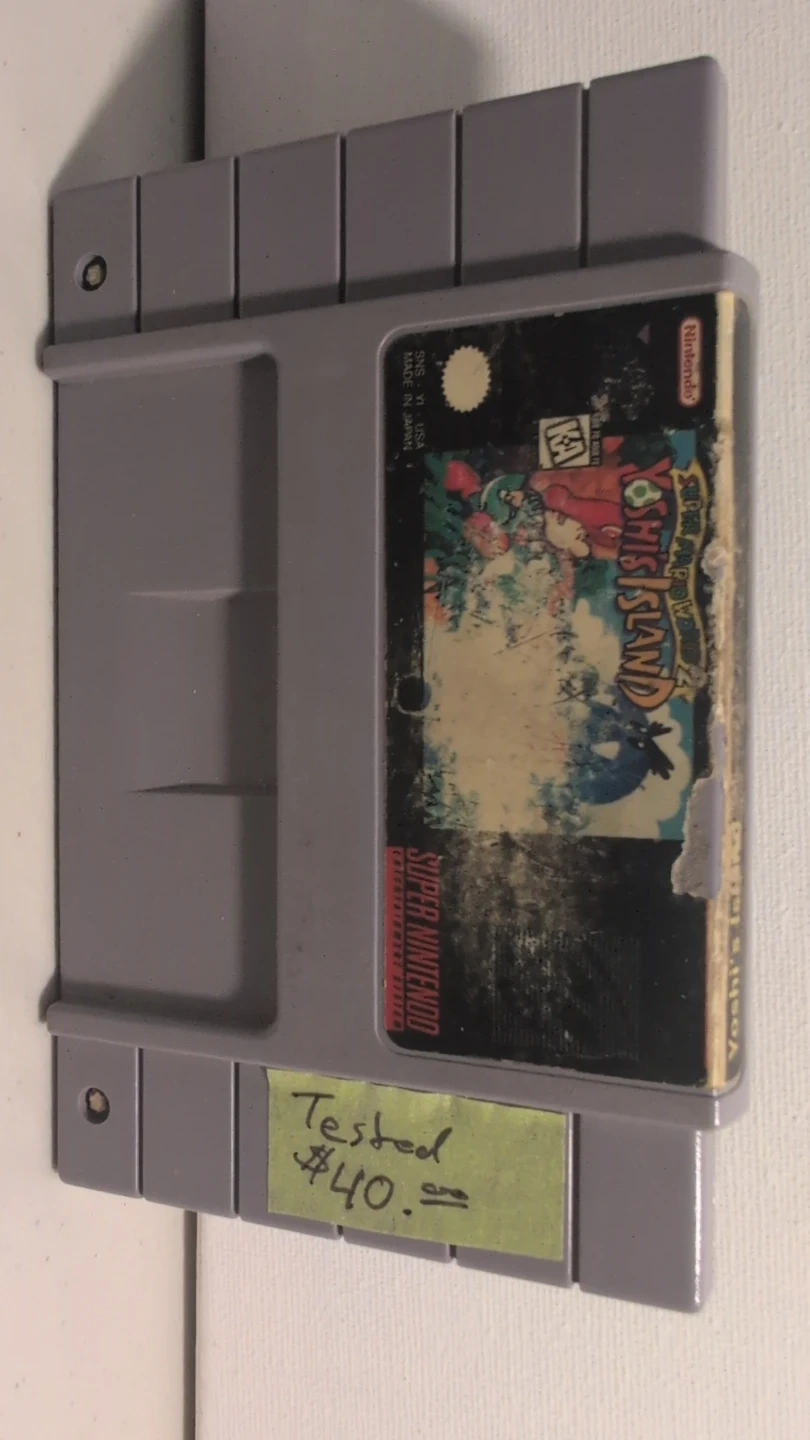 Nintendo
SUPER MARIO WORLD 2
YOSHI'S ISLAND
K-A
SNS - YI - USA
MADE IN JAPAN
SUPER NINTENDO
Yoshi's Island
Tested
$40.00